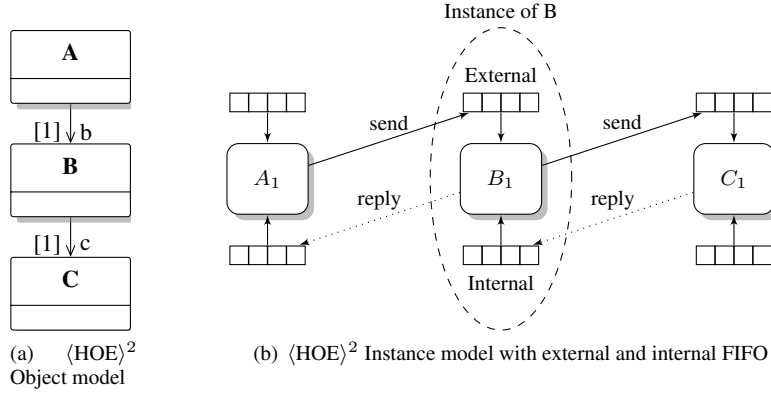 Instance of B
A
External
send
send
[1] b
B
A₁
B₁
C₁
reply
reply
[1] c
C
Internal
(a) ⟨HOE⟩² Object model
(b) ⟨HOE⟩² Instance model with external and internal FIFO